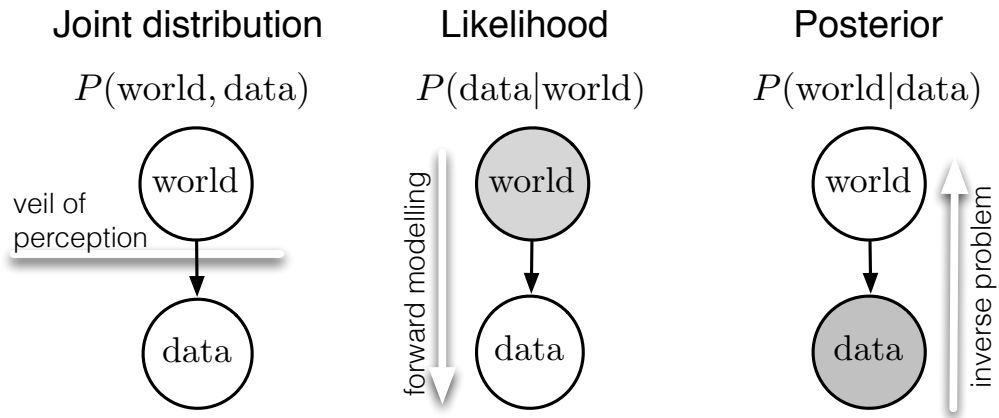 Joint distribution
P(world, data)
world
veil of
perception
data
Likelihood
P(data|world)
world
forward modelling
data
Posterior
P(world|data)
world
inverse problem
data